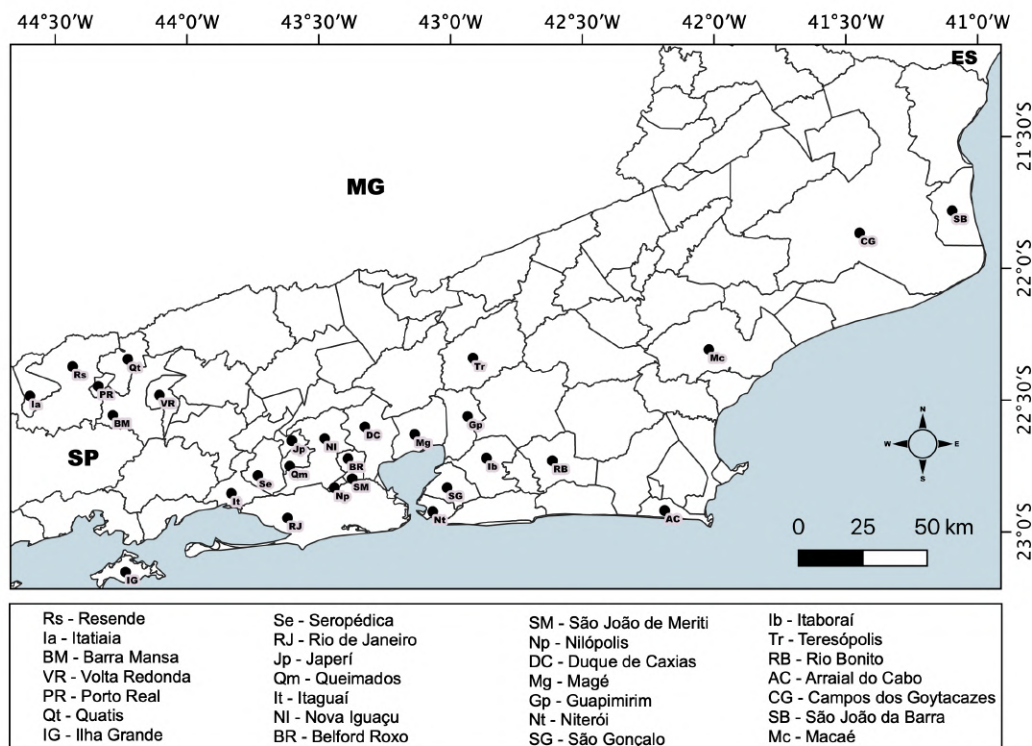 44°30'W 44°0'W 43°30'W 43°0'W 42°30'W 42°0'W 41°30'W 41°0'W
ES
21°30'S
MG
SB
CG
22°0'S
Mc
Tr
Qt
Rs
PR
Ia
VR
BM
22°30'S
Gp
DC
Mg
NI
Jp
SP
N
W E
S
BR
Ib
RB
Qm
Se
SM
Np
SG
It
AC
Nt
RJ
0 25 50 km
23°0'S
IG
Rs - Resende
Ia - Itatiaia
BM - Barra Mansa
VR - Volta Redonda
PR - Porto Real
Qt - Quatis
IG - Ilha Grande
Se - Seropédica
RJ - Rio de Janeiro
Jp - Japerí
Qm - Queimados
It - Itaguaí
NI - Nova Iguaçu
BR - Belford Roxo
SM - São João de Meriti
Np - Nilópolis
DC - Duque de Caxias
Mg - Magé
Gp - Guapimirim
Nt - Niterói
SG - São Gonçalo
Ib - Itaboraí
Tr - Teresópolis
RB - Rio Bonito
AC - Arraial do Cabo
CG - Campos dos Goytacazes
SB - São João da Barra
Mc - Macaé